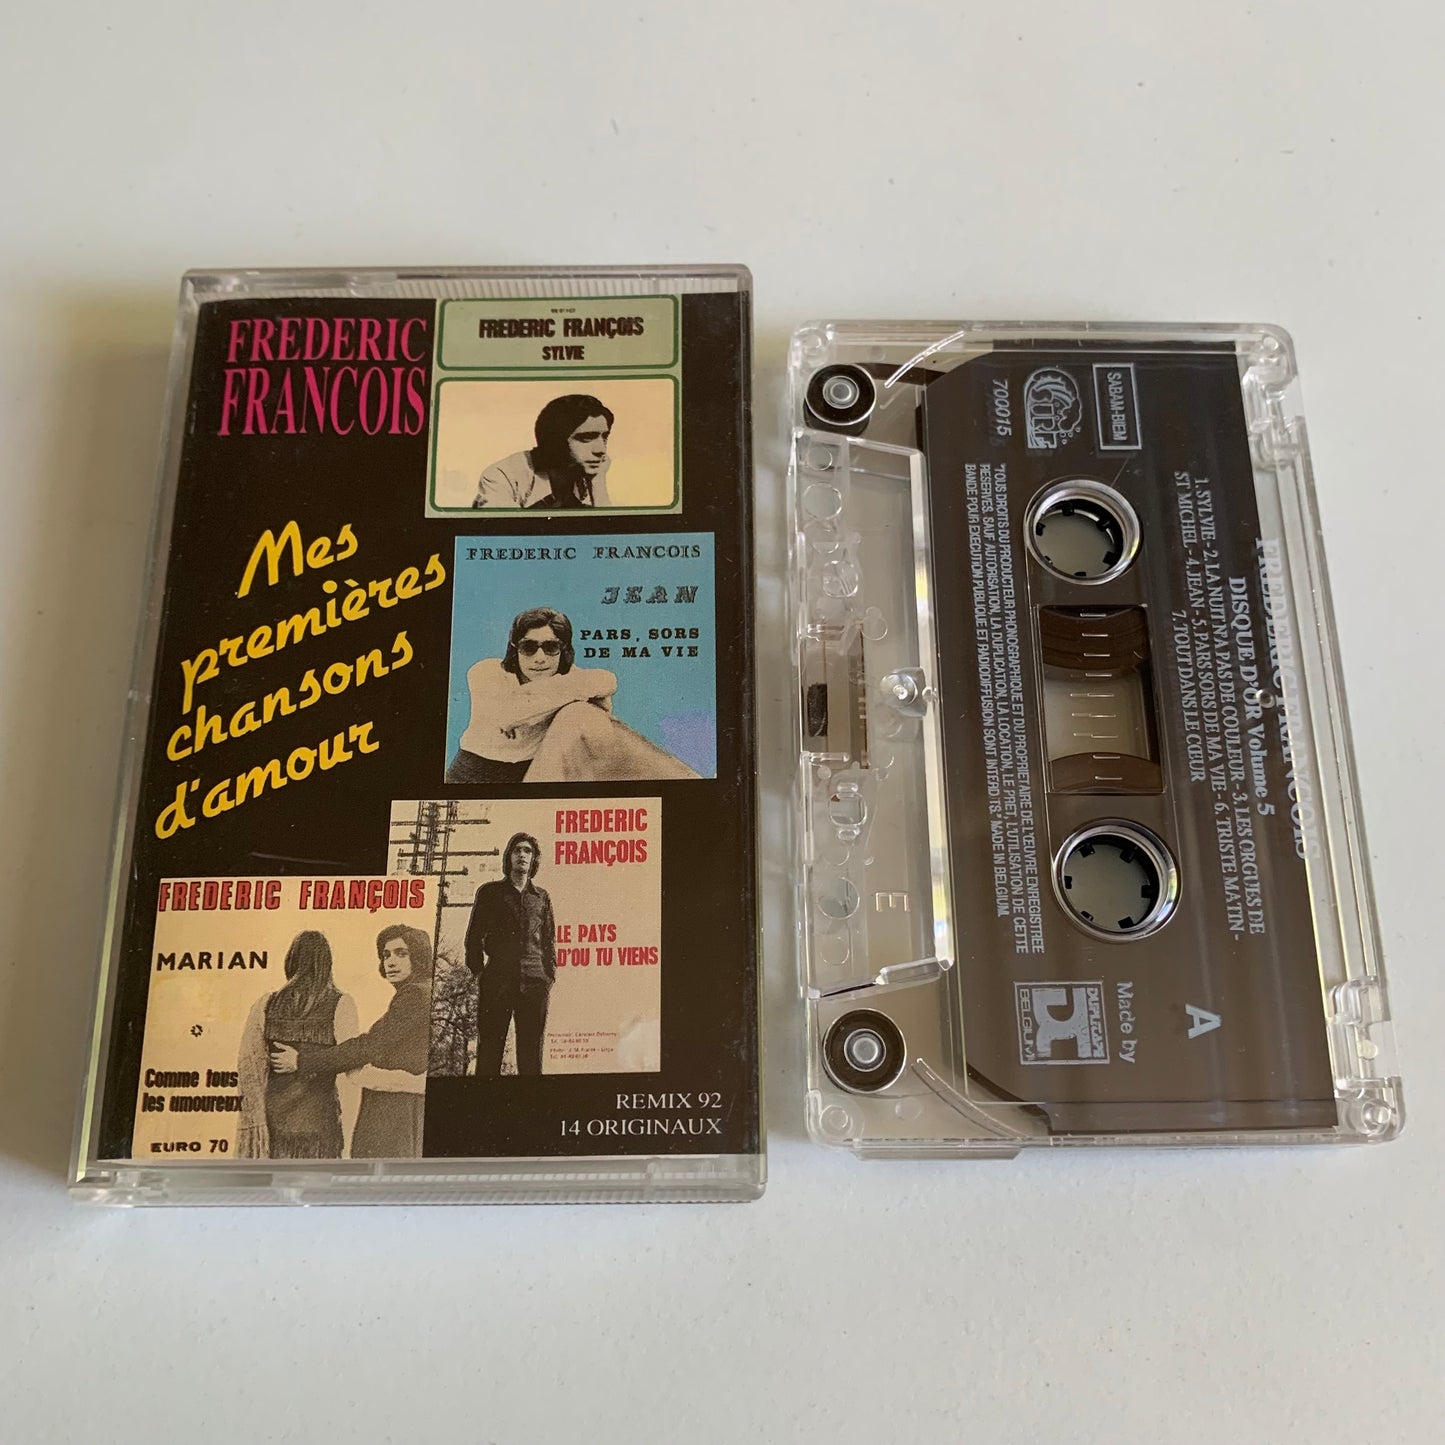 FREDERIC
FRANCOIS
Mes
premières
chansons
d'amour
FREDERIC FRANÇOIS
SYLVIE
FREDERIC FRANCOIS
JEAN
PARS, SORS
DE MA VIE
FREDERIC
FRANÇOIS
LE PAYS
D'OU TU VIENS
FREDERIC FRANÇOIS
MARIAN
Comme tous
les amoureux
EURO 70
REMIX 92
14 ORIGINAUX
FREDERIC FRANCOIS
DISQUE D'OR Volume 5
1. SYLVIE - 2. LA NUIT N'A PAS DE COULEUR - 3. LES ORGUES DE
ST MICHEL - 4. JEAN - 5. PARS SORS DE MA VIE - 6. TRISTE MATIN -
7. TOUT DANS LE CŒUR
SABAM-BIEM
700015
A
Made by
DUPLITAPE
BELGIUM
"TOUS DROITS DU PRODUCTEUR PHONOGRAPHIQUE ET DU PROPRIETAIRE DE L'ŒUVRE ENREGISTREE
RESERVES. SAUF AUTORISATION, LA DUPLICATION, LA LOCATION, LE PRET, L'UTILISATION DE CETTE
BANDE POUR EXECUTION PUBLIQUE ET RADIODIFFUSION SONT INTERDITS." MADE IN BELGIUM.
E